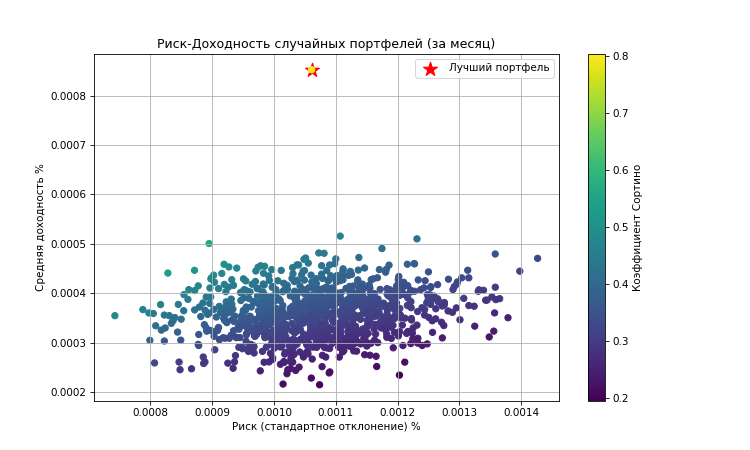 Риск-Доходность случайных портфелей (за месяц)
Лучший портфель
Средняя доходность %
0.0008
0.0007
0.0006
0.0005
0.0004
0.0003
0.0002
0.0008 0.0009 0.0010 0.0011 0.0012 0.0013 0.0014
Риск (стандартное отклонение) %
0.8
0.7
0.6
0.5
0.4
0.3
0.2
Коэффициент Сортино